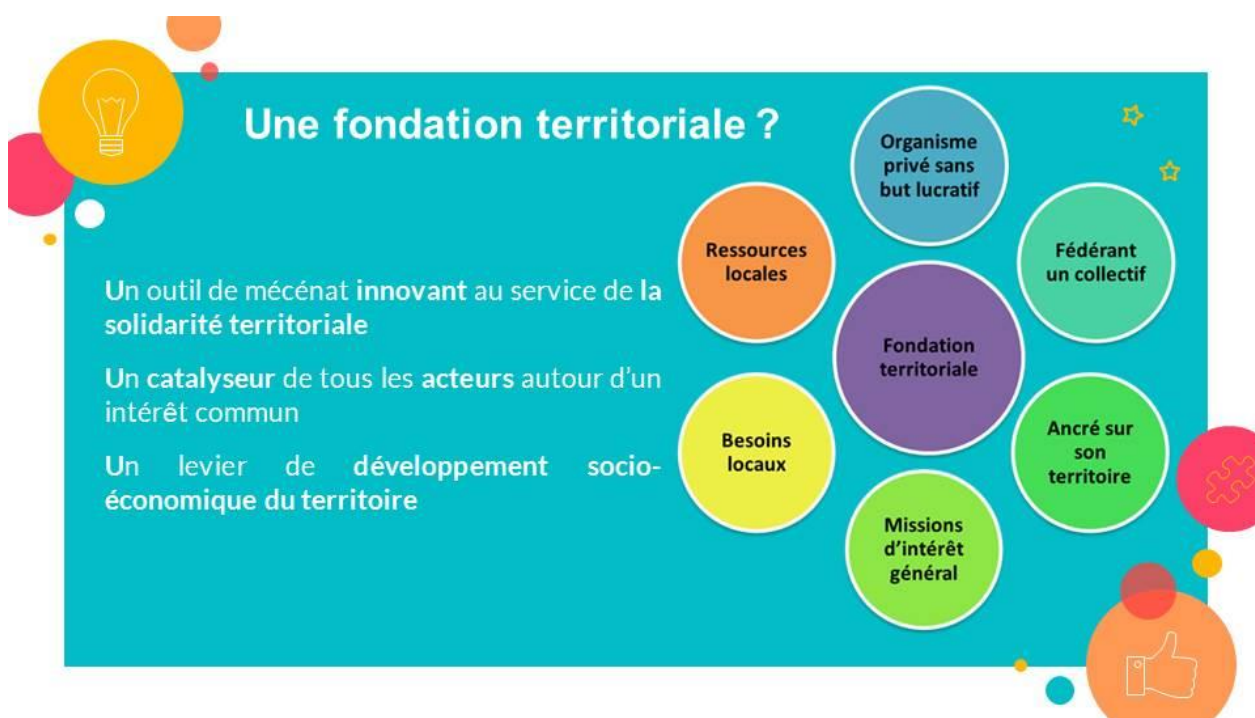 Une fondation territoriale ?
Un outil de mécénat innovant au service de la
solidarité territoriale
Un catalyseur de tous les acteurs autour d’un
intérêt commun
Un levier de développement socio-
économique du territoire
Organisme
privé sans
but lucratif
Ressources
locales
Fédérant
un collectif
Fondation
territoriale
Besoins
locaux
Ancré sur
son
territoire
Missions
d’intérêt
général